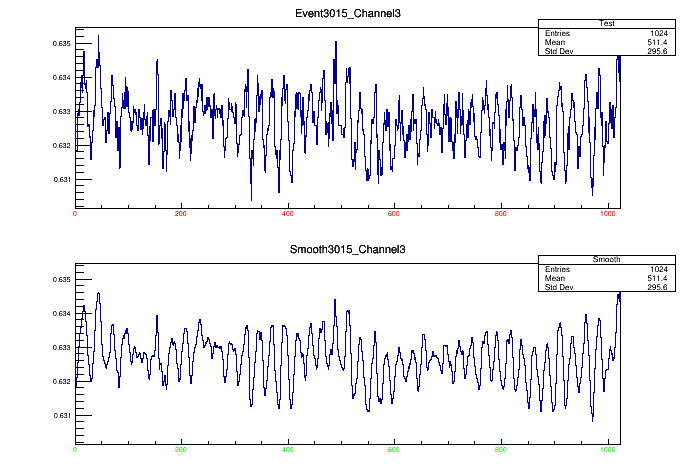 Event3015_Channel3
Test
Entries 1024
Mean 511.4
Std Dev 295.6
0.635
0.634
0.633
0.632
0.631
0 200 400 600 800 1000
Smooth3015_Channel3
Smooth
Entries 1024
Mean 511.4
Std Dev 295.6
0.635
0.634
0.633
0.632
0.631
0 200 400 600 800 1000